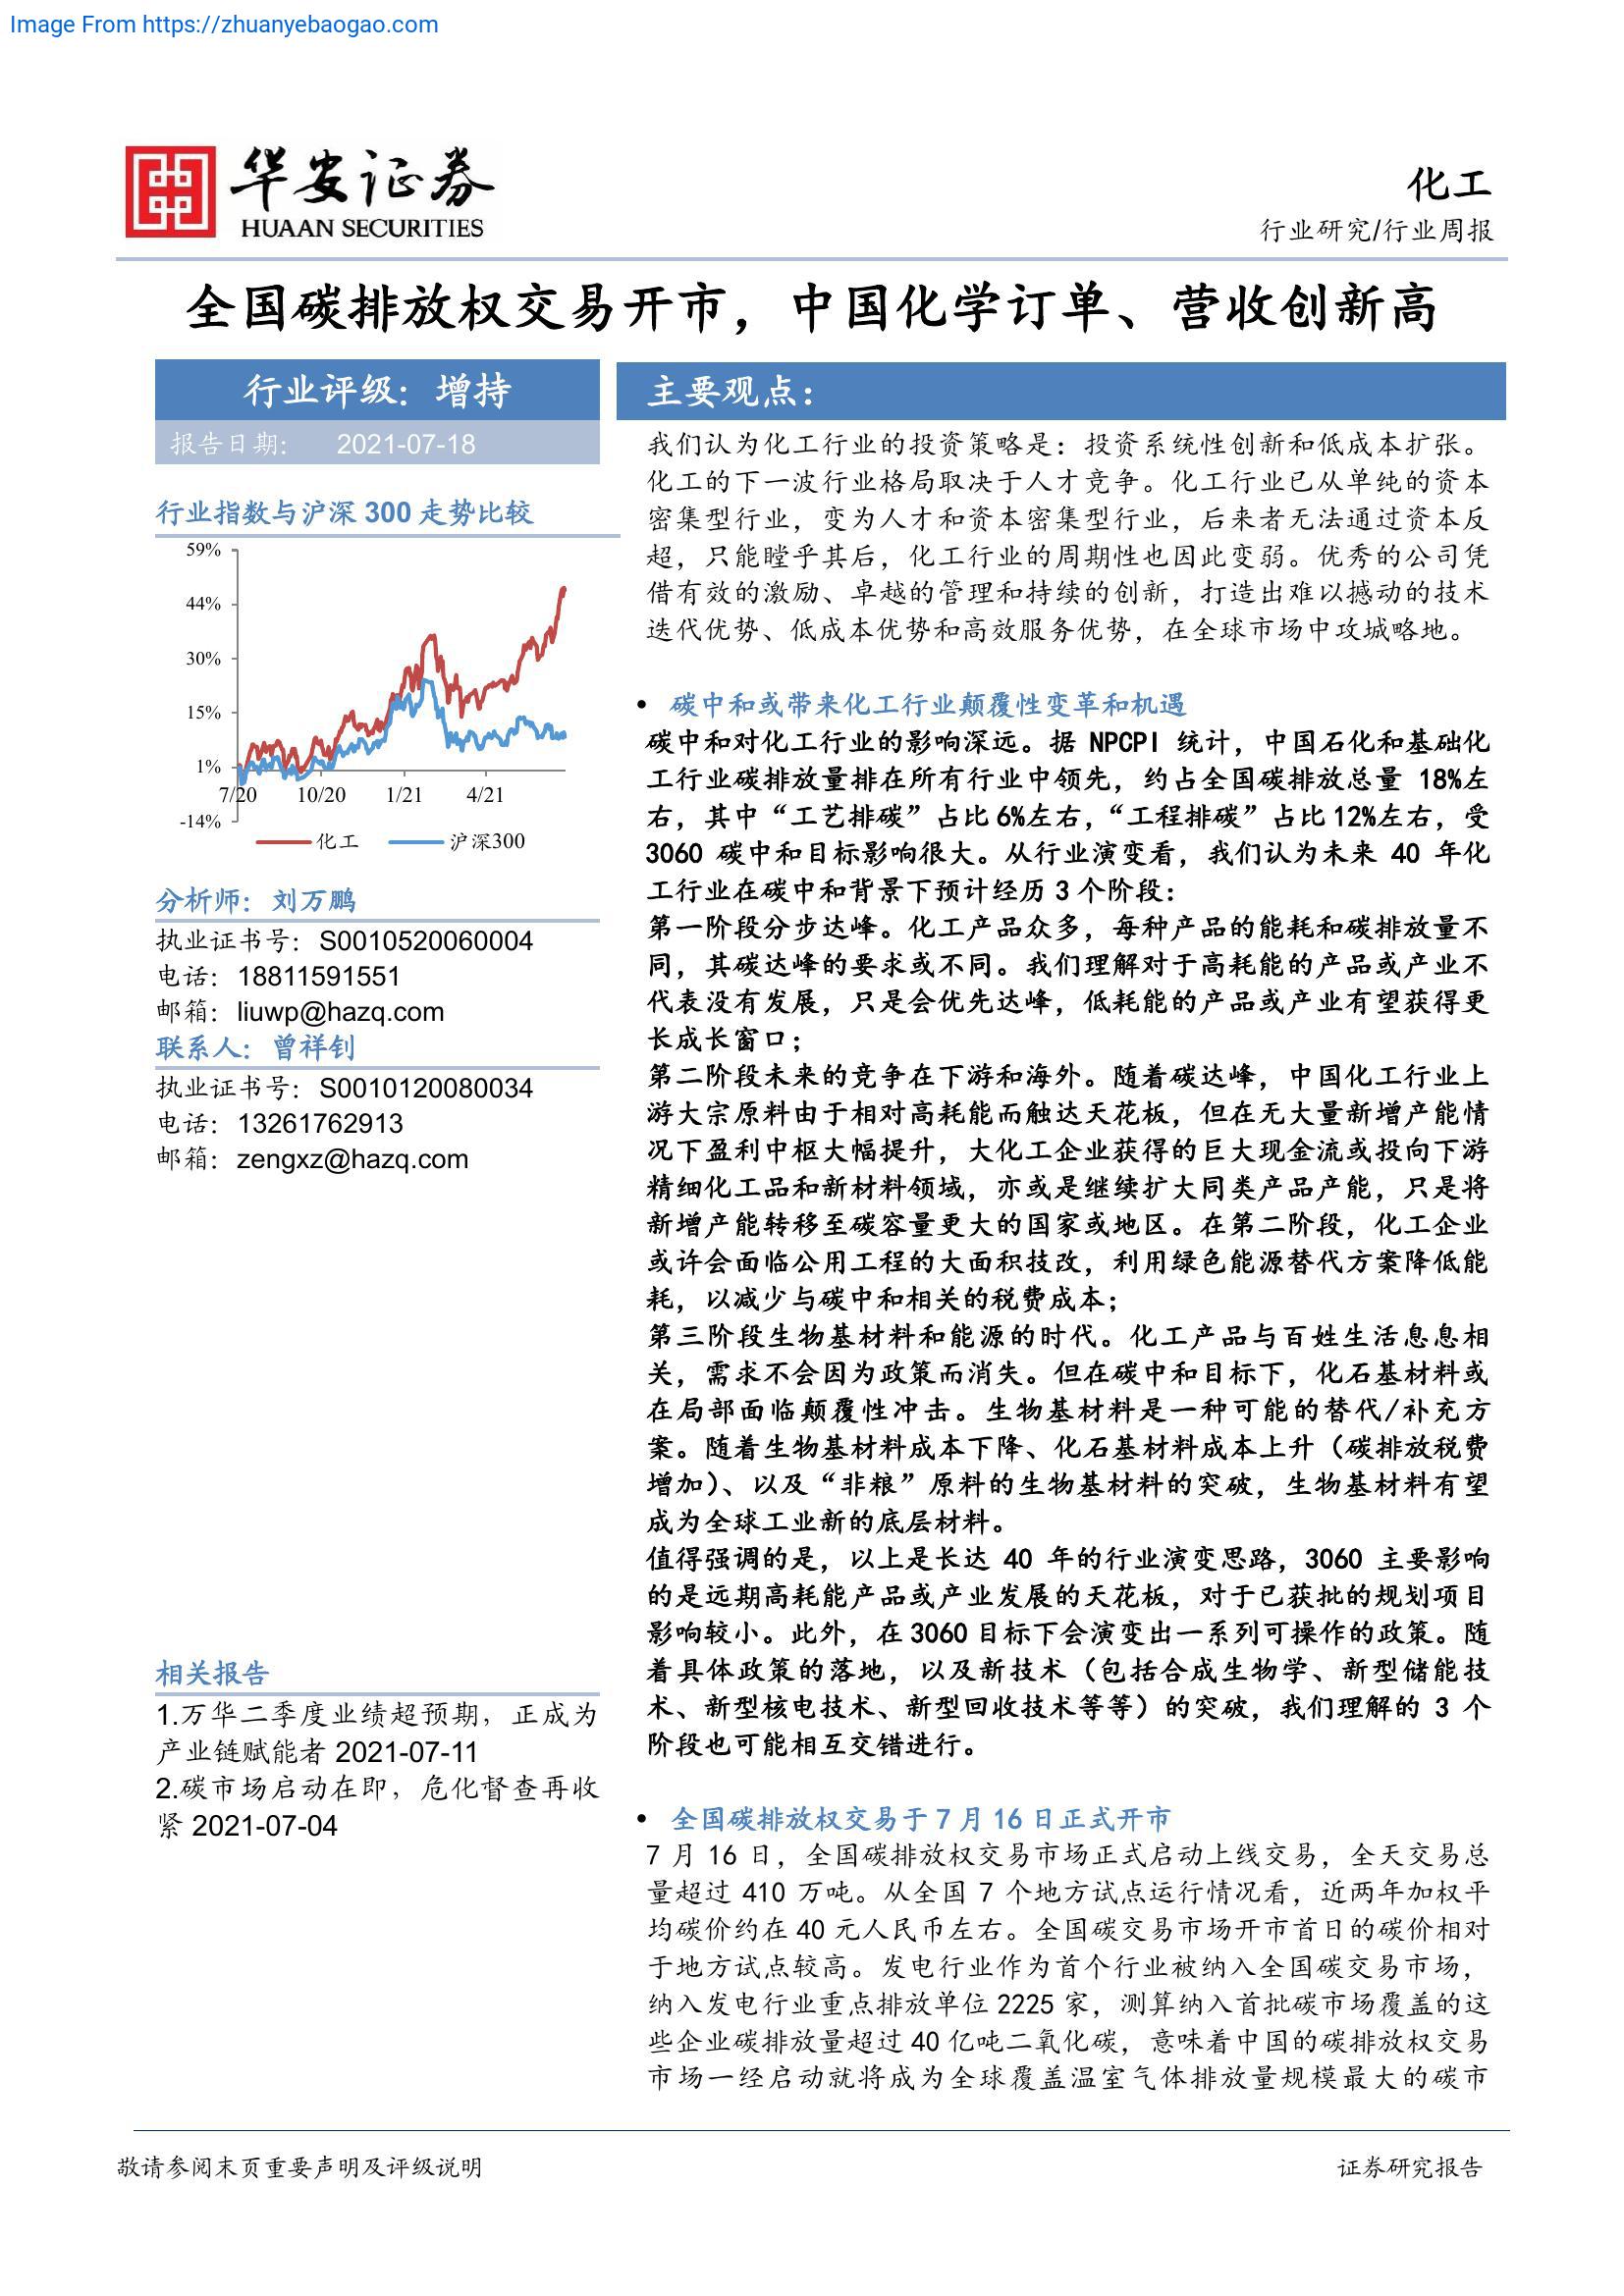 Image From https://zhuanyebaogao.com
华安证券
HUAAN SECURITIES
化工
行业研究/行业周报
全国碳排放权交易开市，中国化学订单、营收创新高
行业评级：增持
报告日期： 2021-07-18
行业指数与沪深 300 走势比较
59%
44%
30%
15%
1%
-14%
7/20 10/20 1/21 4/21
化工 沪深300
分析师：刘万鹏
执业证书号：S0010520060004
电话：18811591551
邮箱：liuwp@hazq.com
联系人：曾祥钊
执业证书号：S0010120080034
电话：13261762913
邮箱：zengxz@hazq.com
相关报告
1.万华二季度业绩超预期，正成为
产业链赋能者 2021-07-11
2.碳市场启动在即，危化督查再收
紧 2021-07-04
主要观点：
我们认为化工行业的投资策略是：投资系统性创新和低成本扩张。
化工的下一波行业格局取决于人才竞争。化工行业已从单纯的资本
密集型行业，变为人才和资本密集型行业，后来者无法通过资本反
超，只能瞠乎其后，化工行业的周期性也因此变弱。优秀的公司凭
借有效的激励、卓越的管理和持续的创新，打造出难以撼动的技术
迭代优势、低成本优势和高效服务优势，在全球市场中攻城略地。
• 碳中和或带来化工行业颠覆性变革和机遇
碳中和对化工行业的影响深远。据 NPCPI 统计，中国石化和基础化
工行业碳排放量排在所有行业中领先，约占全国碳排放总量 18%左
右，其中“工艺排碳”占比 6%左右，“工程排碳”占比 12%左右，受
3060 碳中和目标影响很大。从行业演变看，我们认为未来 40 年化
工行业在碳中和背景下预计经历 3 个阶段：
第一阶段分步达峰。化工产品众多，每种产品的能耗和碳排放量不
同，其碳达峰的要求或不同。我们理解对于高耗能的产品或产业不
代表没有发展，只是会优先达峰，低耗能的产品或产业有望获得更
长成长窗口；
第二阶段未来的竞争在下游和海外。随着碳达峰，中国化工行业上
游大宗原料由于相对高耗能而触达天花板，但在无大量新增产能情
况下盈利中枢大幅提升，大化工企业获得的巨大现金流或投向下游
精细化工品和新材料领域，亦或是继续扩大同类产品产能，只是将
新增产能转移至碳容量更大的国家或地区。在第二阶段，化工企业
或许会面临公用工程的大面积技改，利用绿色能源替代方案降低能
耗，以减少与碳中和相关的税费成本；
第三阶段生物基材料和能源的时代。化工产品与百姓生活息息相
关，需求不会因为政策而消失。但在碳中和目标下，化石基材料或
在局部面临颠覆性冲击。生物基材料是一种可能的替代/补充方
案。随着生物基材料成本下降、化石基材料成本上升（碳排放税费
增加）、以及“非粮”原料的生物基材料的突破，生物基材料有望
成为全球工业新的底层材料。
值得强调的是，以上是长达 40 年的行业演变思路，3060 主要影响
的是远期高耗能产品或产业发展的天花板，对于已获批的规划项目
影响较小。此外，在 3060 目标下会演变出一系列可操作的政策。随
着具体政策的落地，以及新技术（包括合成生物学、新型储能技
术、新型核电技术、新型回收技术等等）的突破，我们理解的 3 个
阶段也可能相互交错进行。
• 全国碳排放权交易于 7 月 16 日正式开市
7 月 16 日，全国碳排放权交易市场正式启动上线交易，全天交易总
量超过 410 万吨。从全国 7 个地方试点运行情况看，近两年加权平
均碳价约在 40 元人民币左右。全国碳交易市场开市首日的碳价相对
于地方试点较高。发电行业作为首个行业被纳入全国碳交易市场，
纳入发电行业重点排放单位 2225 家，测算纳入首批碳市场覆盖的这
些企业碳排放量超过 40 亿吨二氧化碳，意味着中国的碳排放权交易
市场一经启动就将成为全球覆盖温室气体排放量规模最大的碳市
敬请参阅末页重要声明及评级说明
证券研究报告